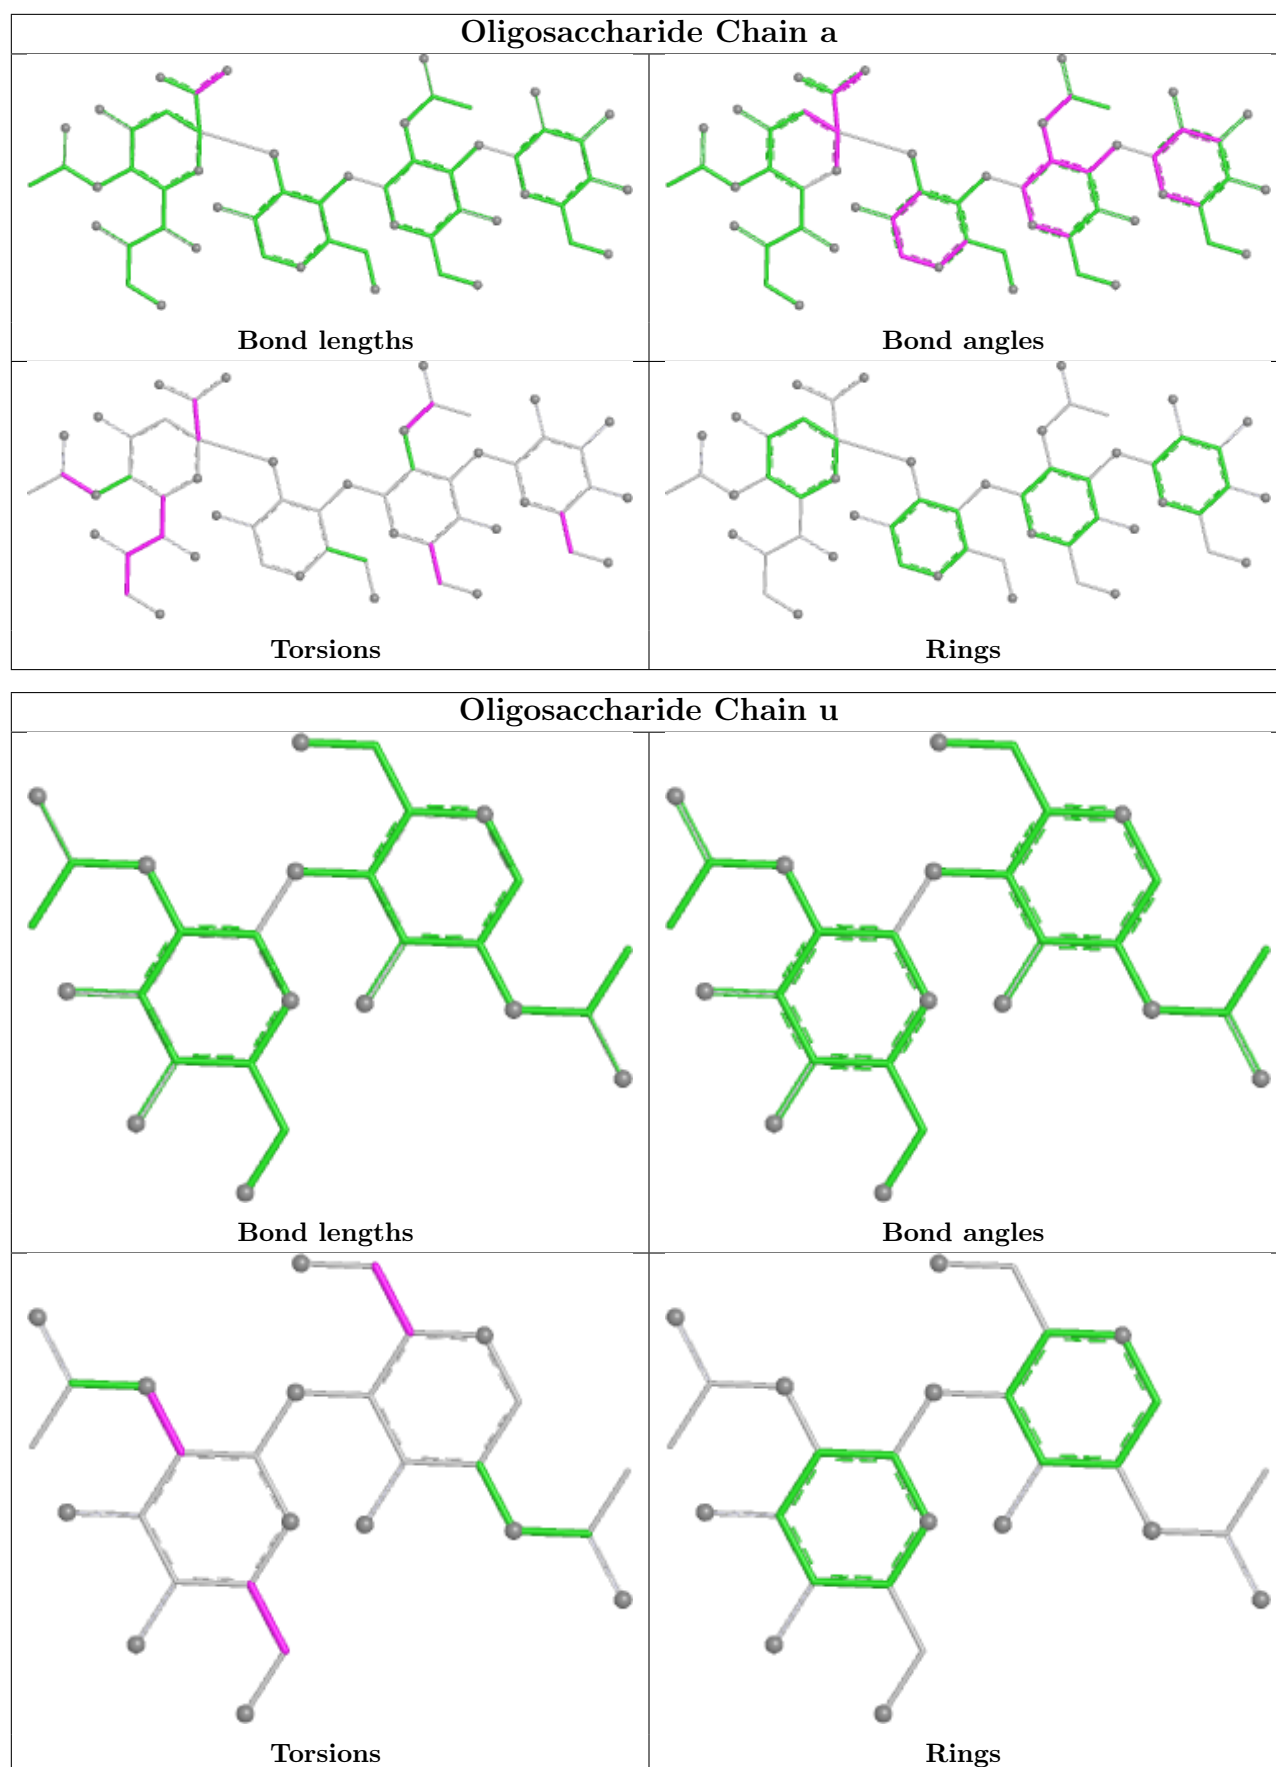 Oligosaccharide Chain a
Bond lengths
Bond angles
Torsions
Rings
Oligosaccharide Chain u
Bond lengths
Bond angles
Torsions
Rings